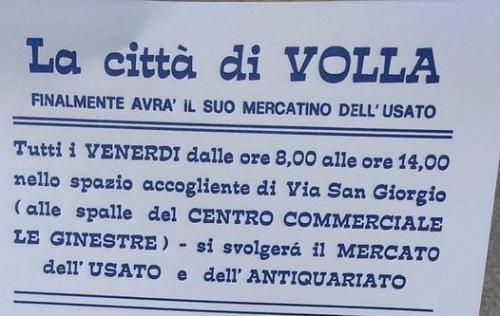 La città di VOLLA
FINALMENTE AVRA' IL SUO MERCATINO DELL'USATO
Tutti i VENERDI dalle ore 8,00 alle ore 14,00
nello spazio accogliente di Via San Giorgio
(alle spalle del CENTRO COMMERCIALE
LE GINESTRE) - si svolgerá il MERCATO
dell'USATO e dell'ANTIQUARIATO